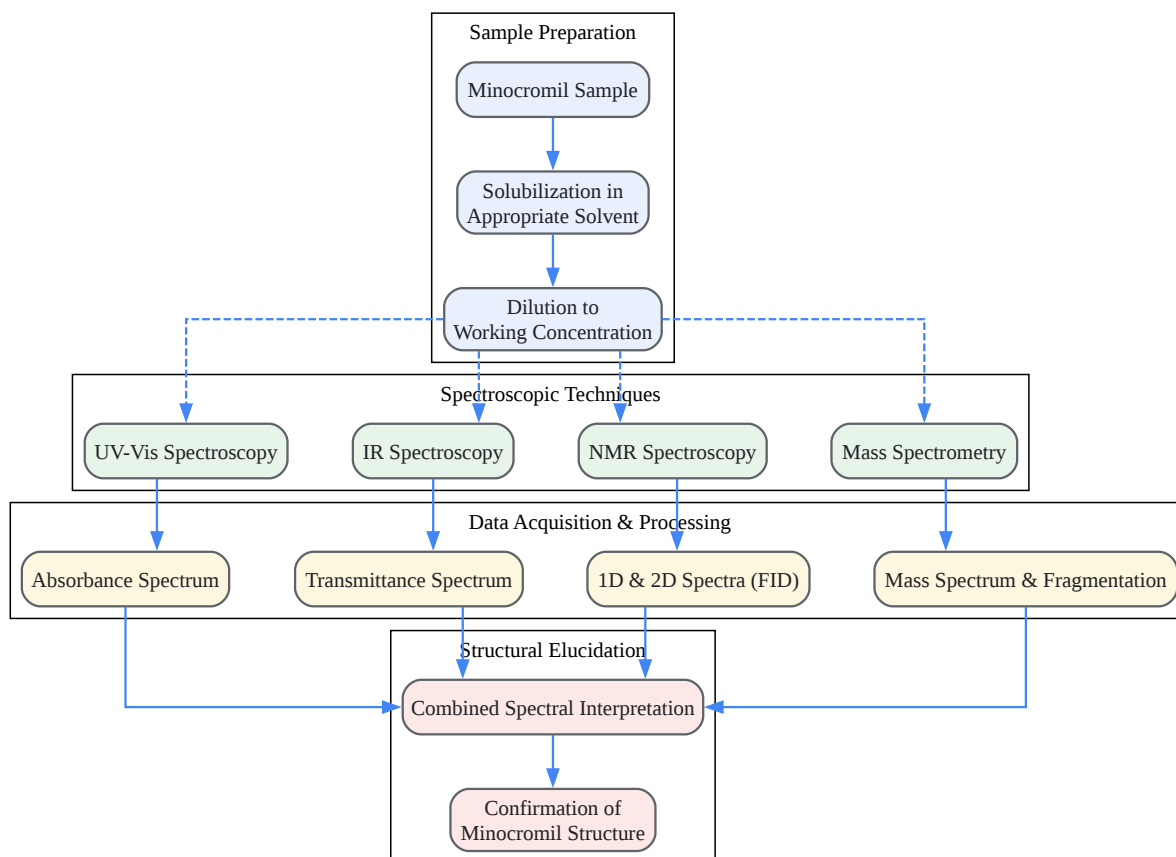 Sample Preparation
Minocromil Sample
Solubilization in
Appropriate Solvent
Dilution to
Working Concentration
Spectroscopic Techniques
UV-Vis Spectroscopy
IR Spectroscopy
NMR Spectroscopy
Mass Spectrometry
Data Acquisition & Processing
Absorbance Spectrum
Transmittance Spectrum
1D & 2D Spectra (FID)
Mass Spectrum & Fragmentation
Structural Elucidation
Combined Spectral Interpretation
Confirmation of
Minocromil Structure